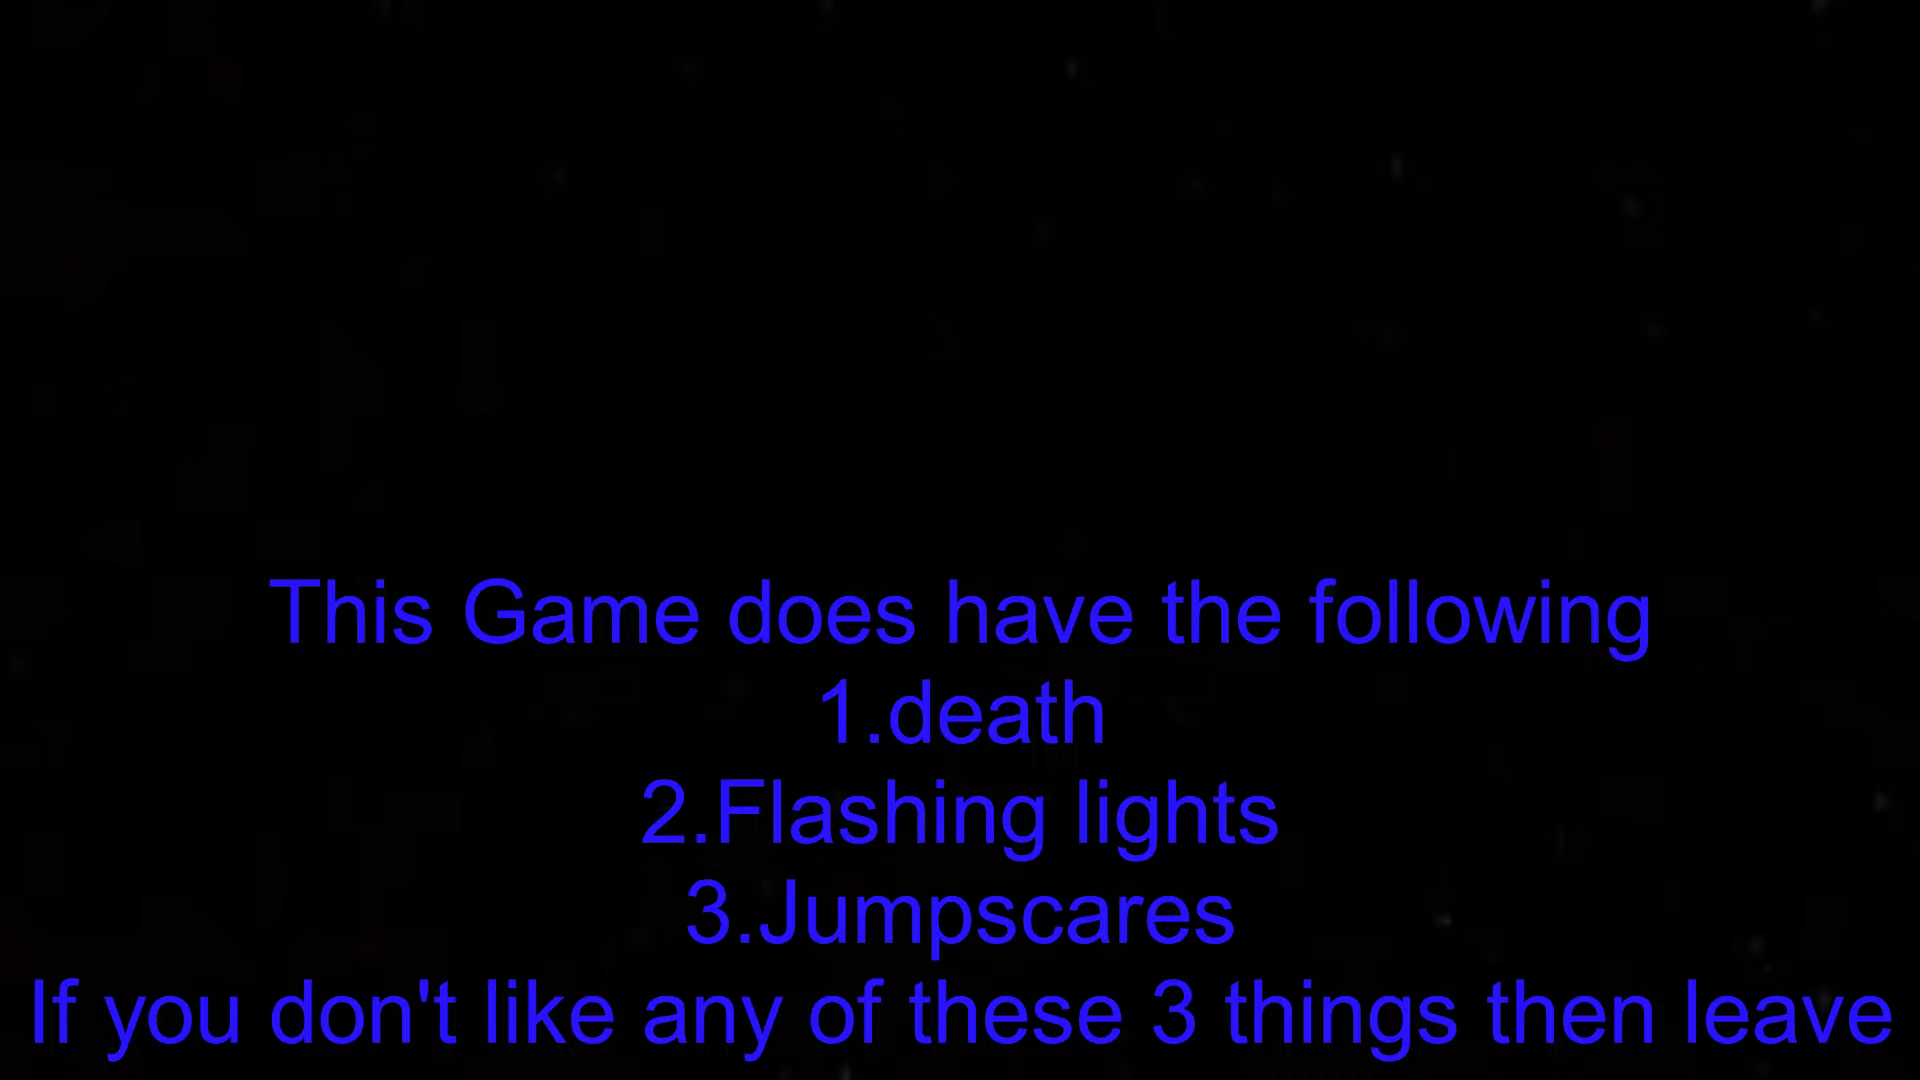 This Game does have the following
1.death
2.Flashing lights
3.Jumpscares
If you don't like any of these 3 things then leave